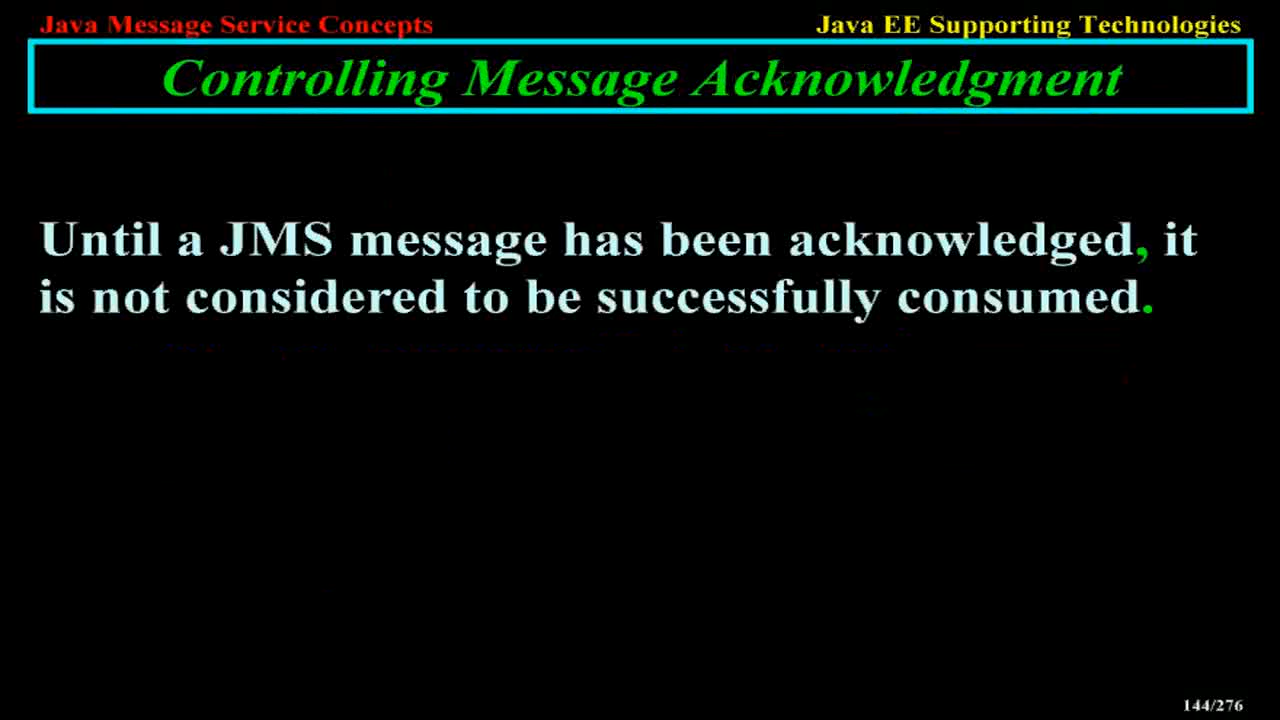 Java Message Service Concepts
Java EE Supporting Technologies
Controlling Message Acknowledgment
Until a JMS message has been acknowledged, it
is not considered to be successfully consumed.
144/276